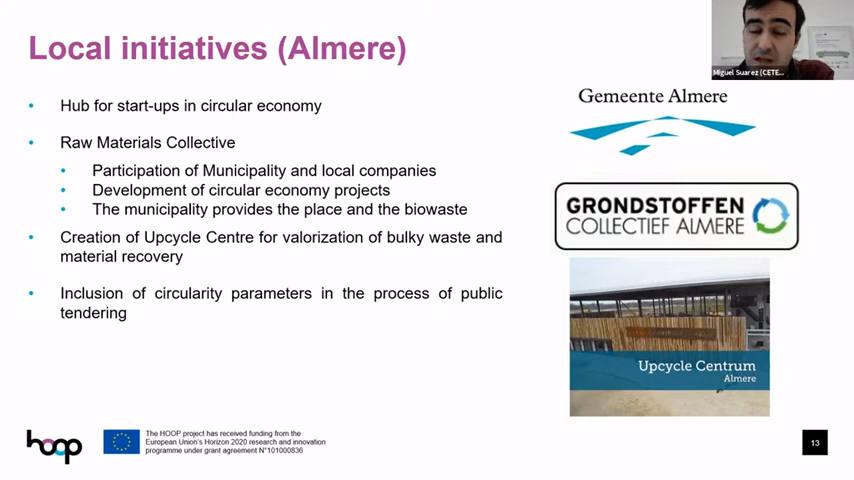 Local initiatives (Almere)
Miguel Suarez (CETE...
• Hub for start-ups in circular economy
• Raw Materials Collective
• Participation of Municipality and local companies
• Development of circular economy projects
• The municipality provides the place and the biowaste
• Creation of Upcycle Centre for valorization of bulky waste and
material recovery
• Inclusion of circularity parameters in the process of public
tendering
Gemeente Almere
GRONDSTOFFEN
COLLECTIEF ALMERE
Upcycle Centrum
Almere
hoop
The HOOP project has received funding from the
European Union's Horizon 2020 research and innovation
programme under grant agreement N°101000836
13